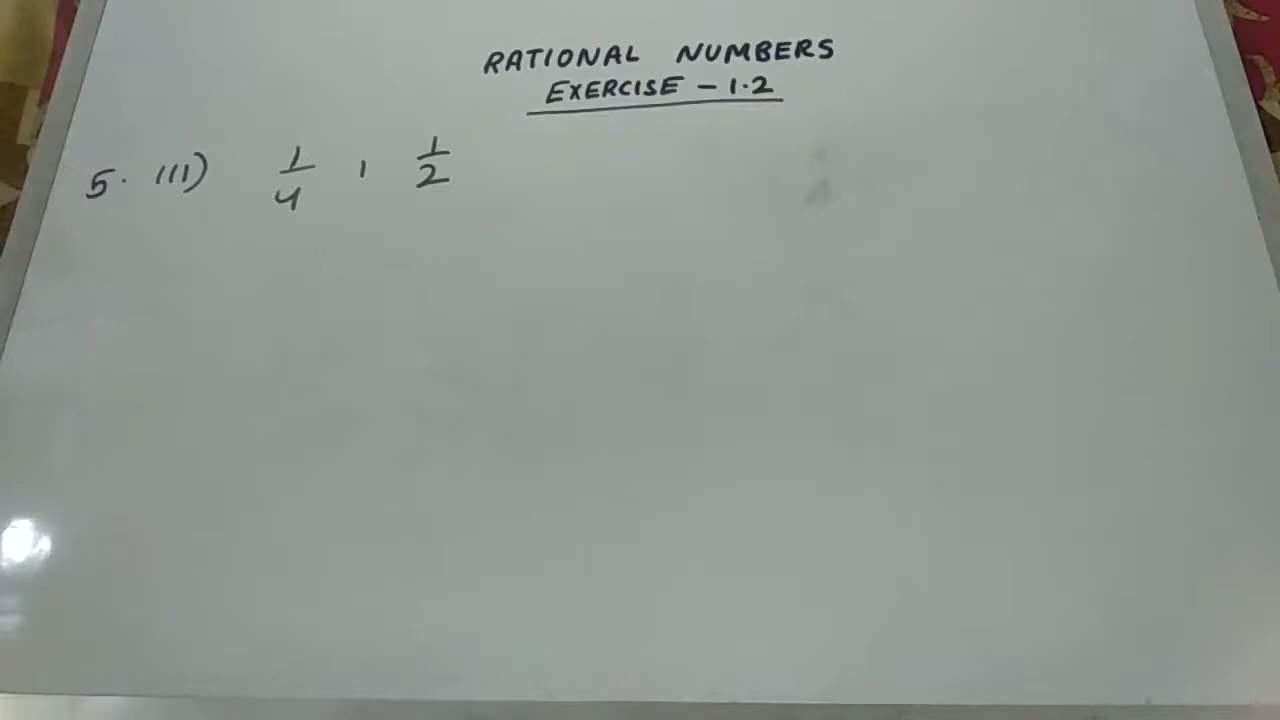 RATIONAL NUMBERS
EXERCISE - 1.2
5. iii) 1/4 , 1/2